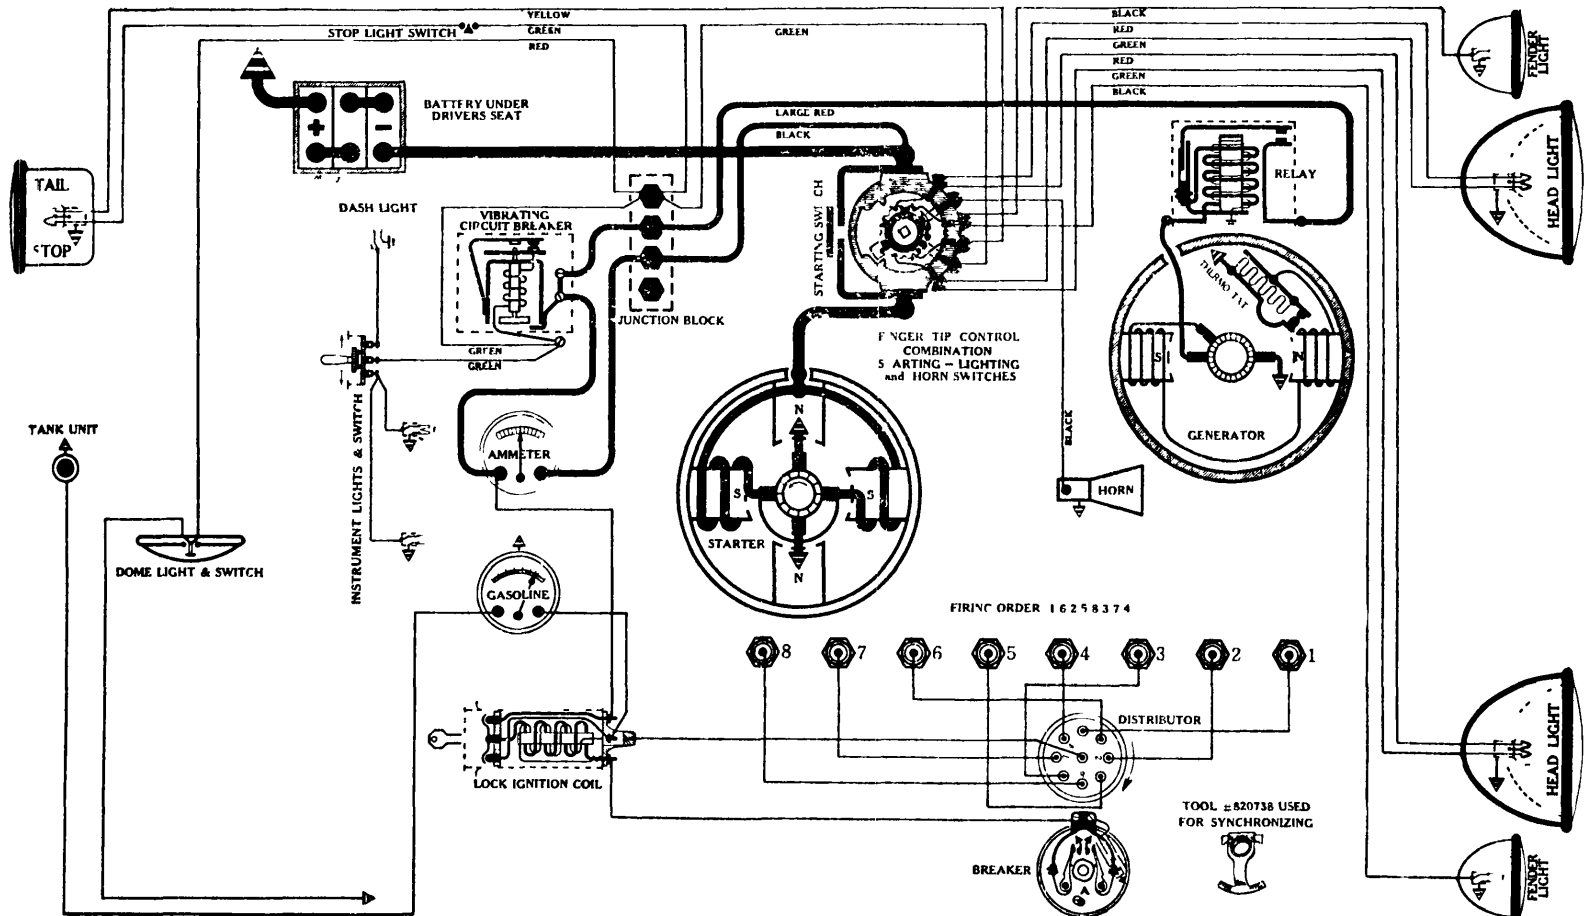 YELLOW
GREEN
RED
STOP LIGHT SWITCH
GREEN
BLACK
RED
GREEN
RED
GREEN
BLACK
FENDER
LIGHT
BATTERY UNDER
DRIVERS SEAT
+
−
LARGE RED
BLACK
TAIL
STOP
DASH LIGHT
VIBRATING
CIRCUIT BREAKER
STARTING SWITCH
RELAY
HEAD LIGHT
JUNCTION BLOCK
GREEN
GREEN
FINGER TIP CONTROL
COMBINATION
S ARTING – LIGHTING
and HORN SWITCHES
S
N
GENERATOR
TANK UNIT
INSTRUMENT LIGHTS & SWITCH
AMMETER
N
S
S
N
STARTER
BLACK
HORN
DOME LIGHT & SWITCH
GASOLINE
FIRING ORDER 1 6 2 5 8 3 7 4
8
7
6
5
4
3
2
1
DISTRIBUTOR
LOCK IGNITION COIL
HEAD LIGHT
TOOL #820738 USED
FOR SYNCHRONIZING
BREAKER
A
FENDER
LIGHT